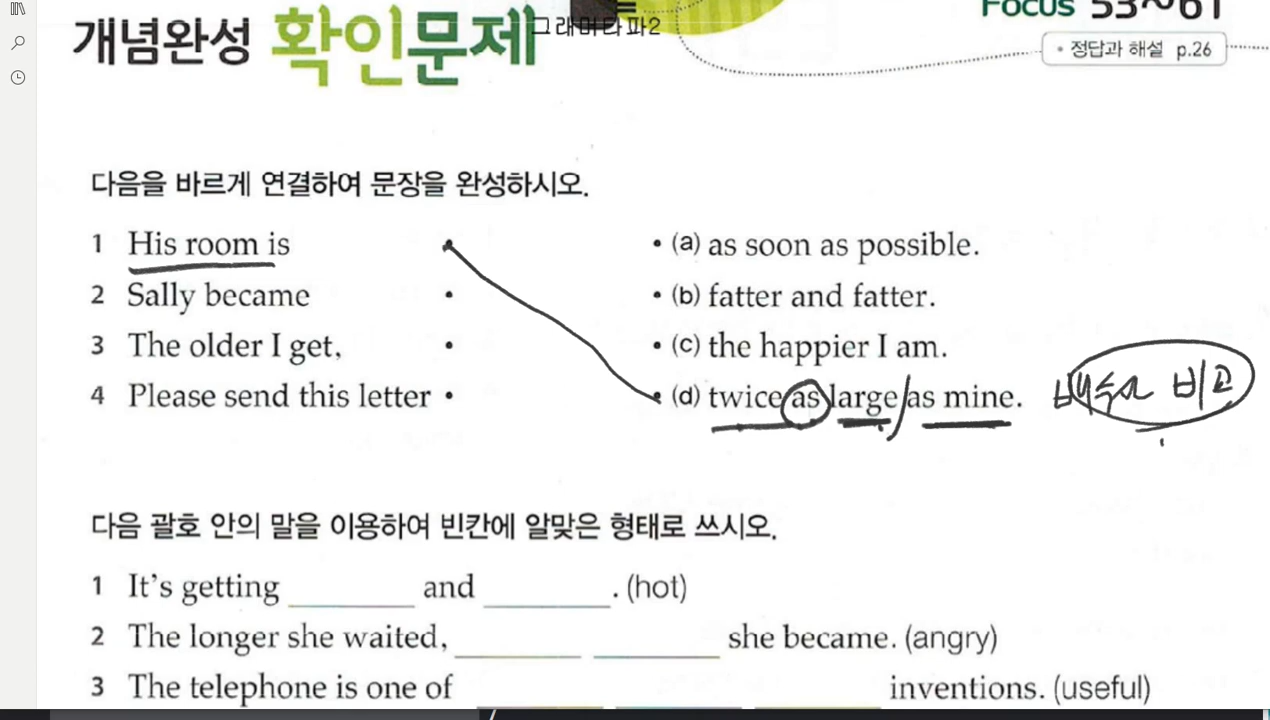 개념완성 확인문제
그래머타파2
Focus 53~61
• 정답과 해설 p.26
다음을 바르게 연결하여 문장을 완성하시오.
1 His room is • • (a) as soon as possible.
2 Sally became • • (b) fatter and fatter.
3 The older I get, • • (c) the happier I am.
4 Please send this letter • • (d) twice as large as mine.
배수사 비교
다음 괄호 안의 말을 이용하여 빈칸에 알맞은 형태로 쓰시오.
1 It's getting ________ and ________. (hot)
2 The longer she waited, ________ ________ she became. (angry)
3 The telephone is one of ________ ________ ________ inventions. (useful)